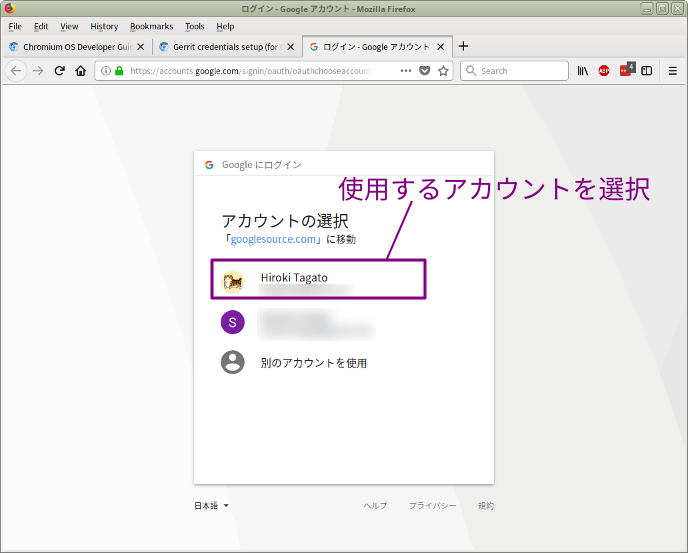 ログイン - Google アカウント - Mozilla Firefox
File Edit View History Bookmarks Tools Help
Chromium OS Developer Guid
Gerrit credentials setup (for C
ログイン - Google アカウント
https://accounts.google.com/signin/oauth/oauthchooseaccount?
Search
ABP
4
Google にログイン
使用するアカウントを選択
アカウントの選択
「googlesource.com」に移動
Hiroki Tagato
S
別のアカウントを使用
日本語
ヘルプ プライバシー 規約